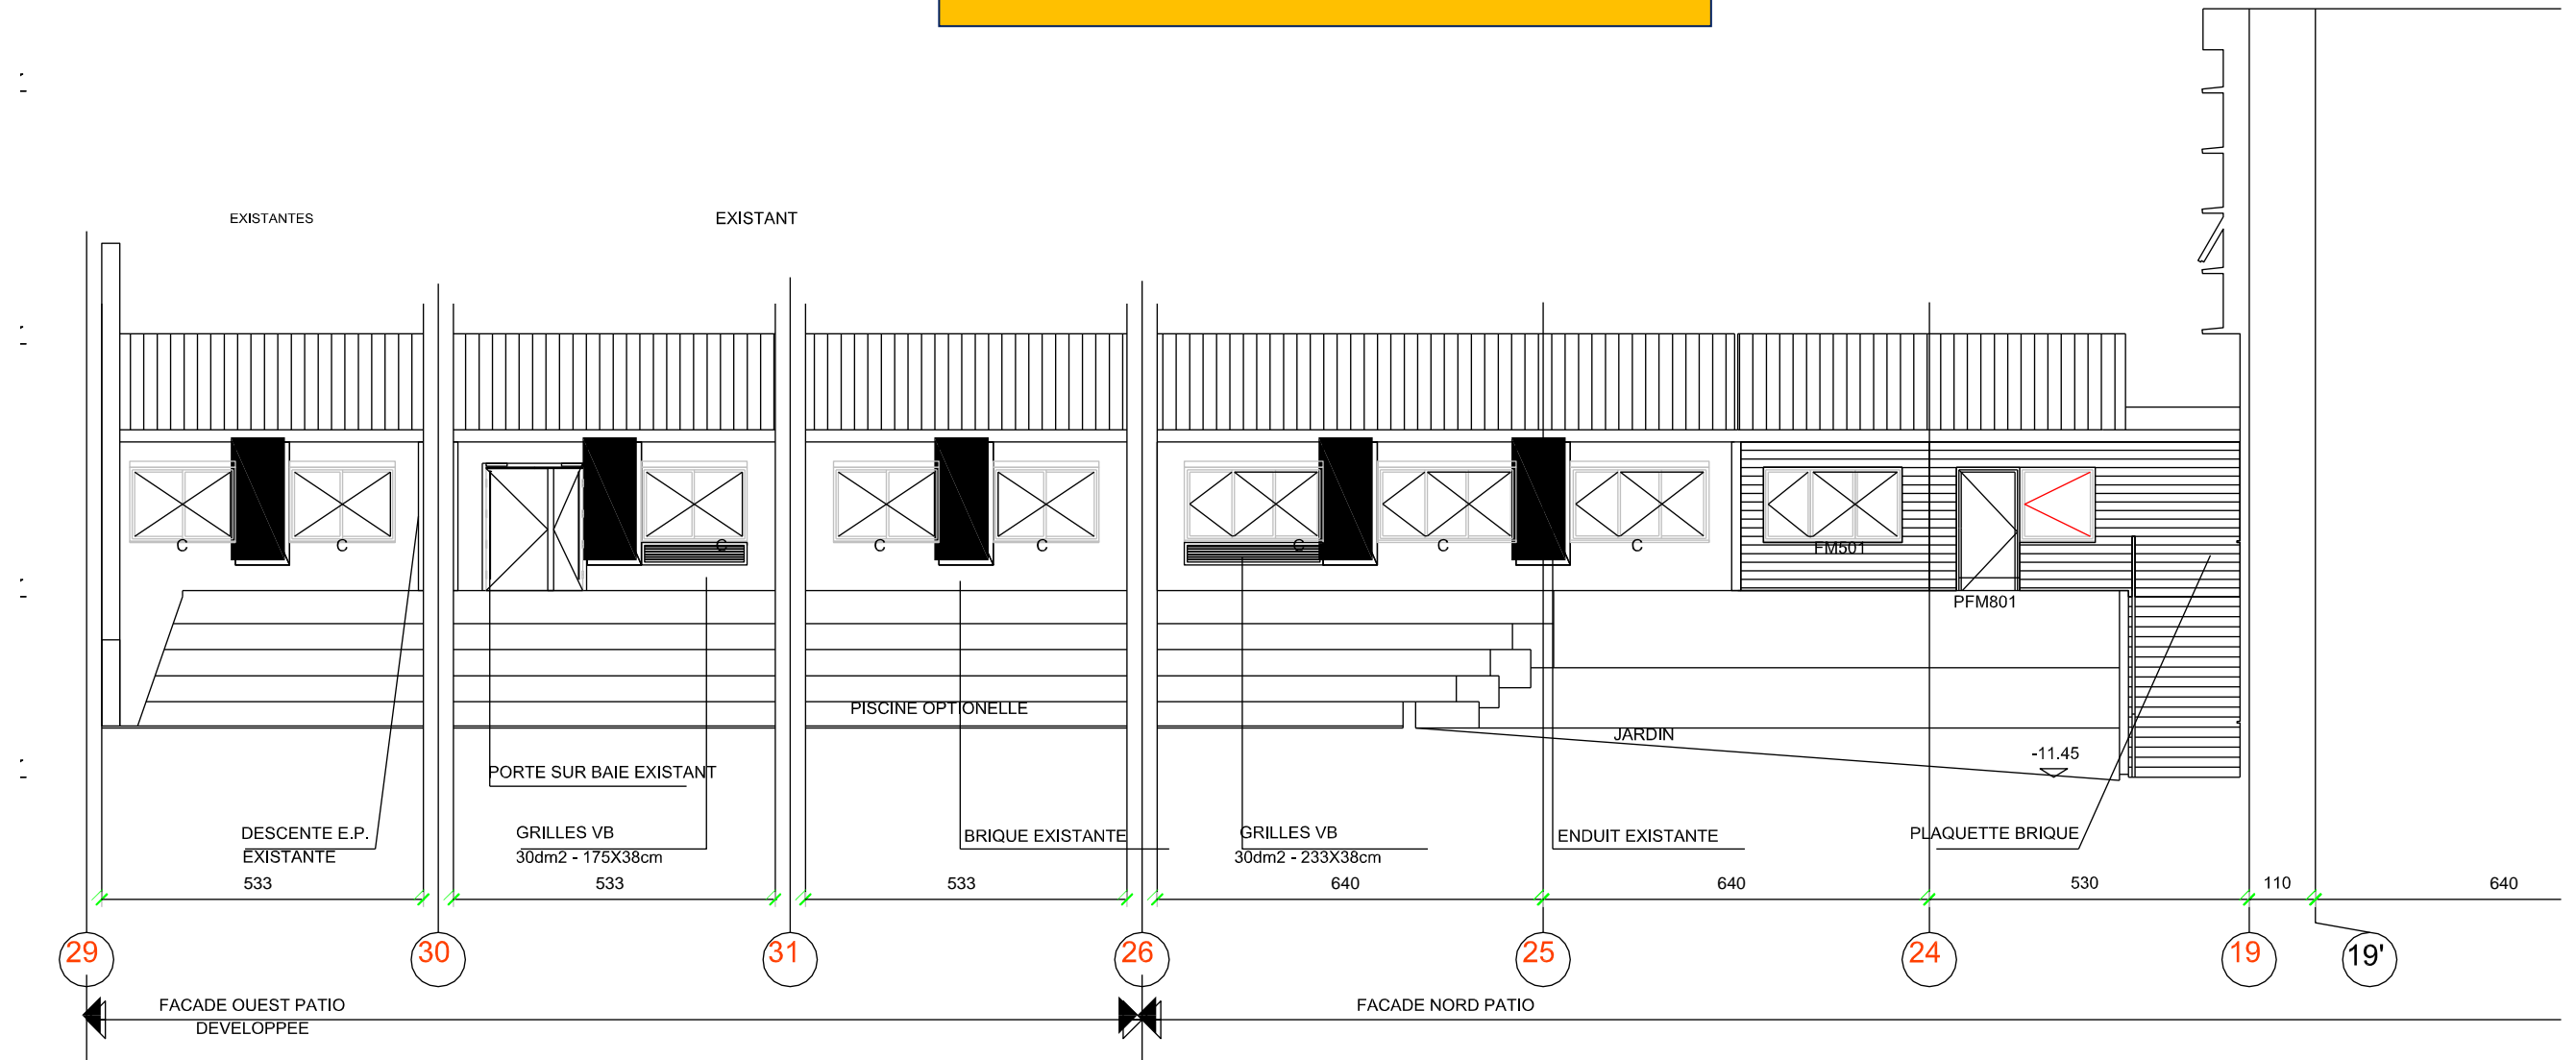 EXISTANTES
EXISTANT
C
C
C
C
C
C
C
C
FM501
PFM801
PISCINE OPTIONELLE
JARDIN
-11.45
PORTE SUR BAIE EXISTANT
DESCENTE E.P.
EXISTANTE
GRILLES VB
30dm2 - 175X38cm
BRIQUE EXISTANTE
GRILLES VB
30dm2 - 233X38cm
ENDUIT EXISTANTE
PLAQUETTE BRIQUE
533
533
533
640
640
530
110
640
29
30
31
26
25
24
19
19'
FACADE OUEST PATIO
DEVELOPPEE
FACADE NORD PATIO